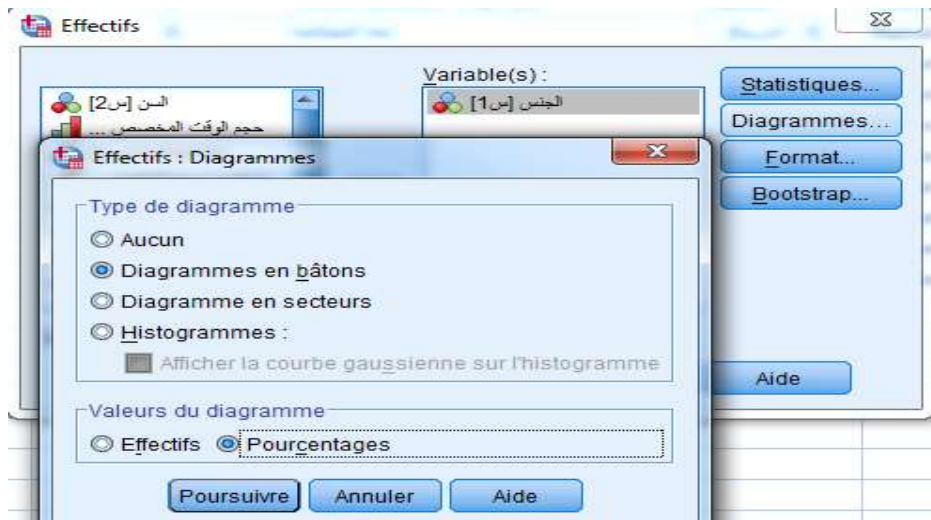 Effectifs
Variable(s) :
السن [س2]
حجم الوقت المخصص ...
الجنس [س1]
Statistiques...
Diagrammes...
Format...
Bootstrap...
Aide
Effectifs : Diagrammes
Type de diagramme
Aucun
Diagrammes en bâtons
Diagramme en secteurs
Histogrammes :
Afficher la courbe gaussienne sur l'histogramme
Valeurs du diagramme
Effectifs Pourcentages
Poursuivre Annuler Aide